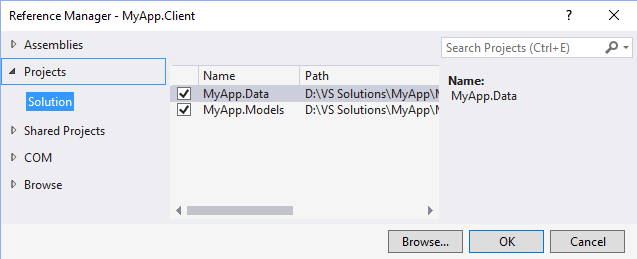 Reference Manager - MyApp.Client
? ×
Assemblies
Projects
Solution
Shared Projects
COM
Browse
Name Path
MyApp.Data D:\VS Solutions\MyApp\M
MyApp.Models D:\VS Solutions\MyApp\M
Search Projects (Ctrl+E)
Name:
MyApp.Data
Browse... OK Cancel